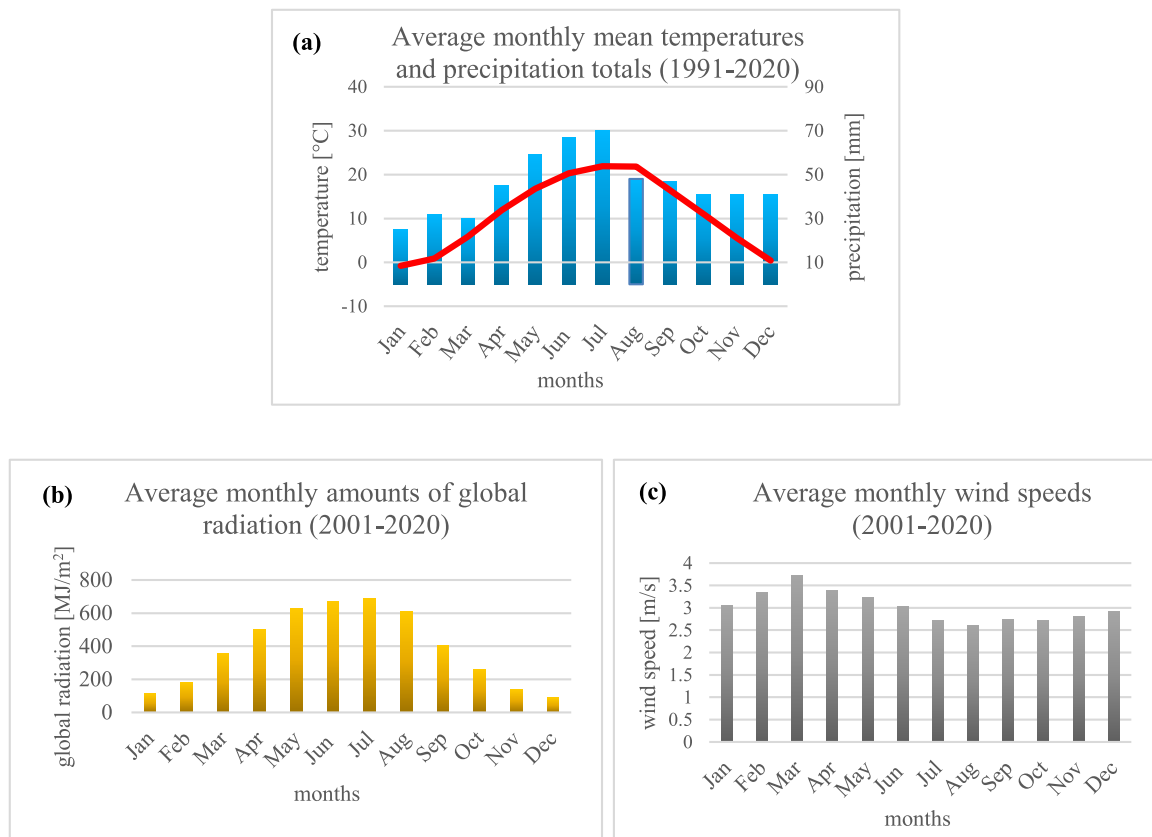 (a)
Average monthly mean temperatures
and precipitation totals (1991-2020)
temperature [°C]
40
30
20
10
0
-10
precipitation [mm]
90
70
50
30
10
Jan
Feb
Mar
Apr
May
Jun
Jul
Aug
Sep
Oct
Nov
Dec
months
(b)
Average monthly amounts of global
radiation (2001-2020)
global radiation [MJ/m²]
800
600
400
200
0
Jan
Feb
Mar
Apr
May
Jun
Jul
Aug
Sep
Oct
Nov
Dec
months
(c)
Average monthly wind speeds
(2001-2020)
wind speed [m/s]
4
3.5
3
2.5
2
1.5
1
0.5
0
Jan
Feb
Mar
Apr
May
Jun
Jul
Aug
Sep
Oct
Nov
Dec
months